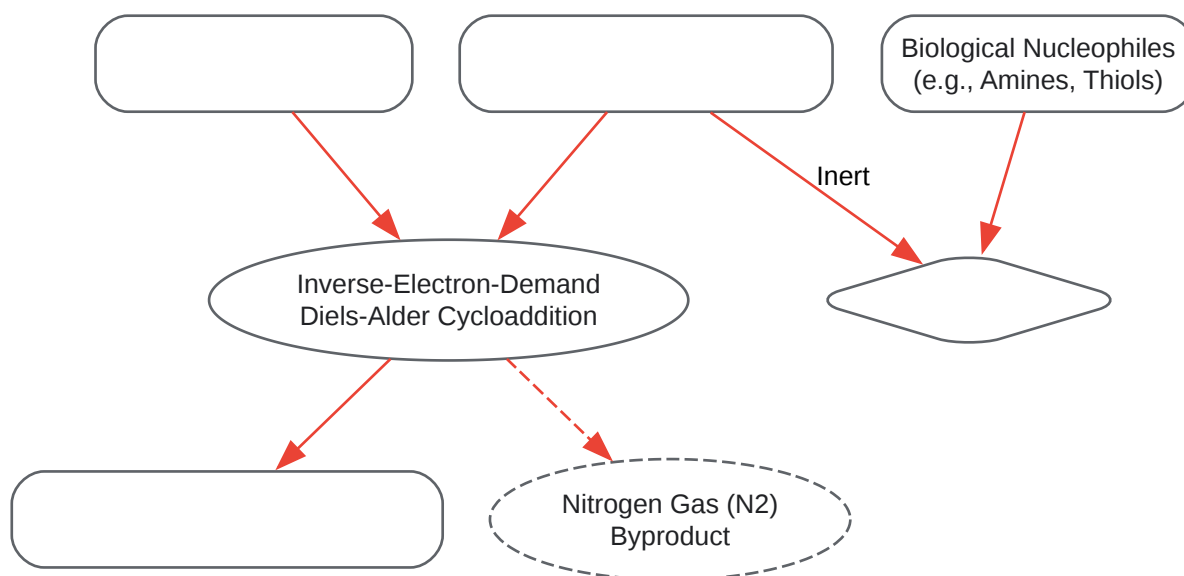 Biological Nucleophiles
(e.g., Amines, Thiols)
Inert
Inverse-Electron-Demand
Diels-Alder Cycloaddition
Nitrogen Gas (N2)
Byproduct